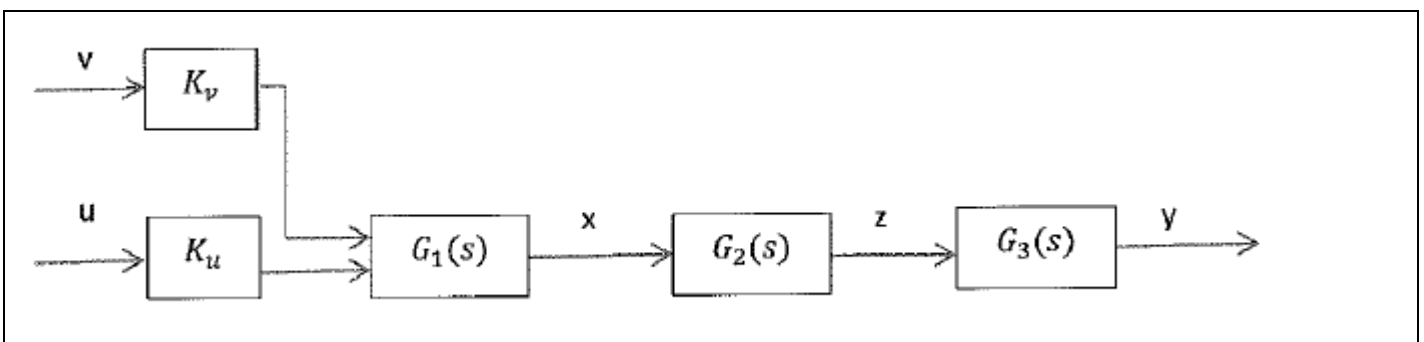 v
K_v
u
K_u
G_1(s)
x
G_2(s)
z
G_3(s)
y